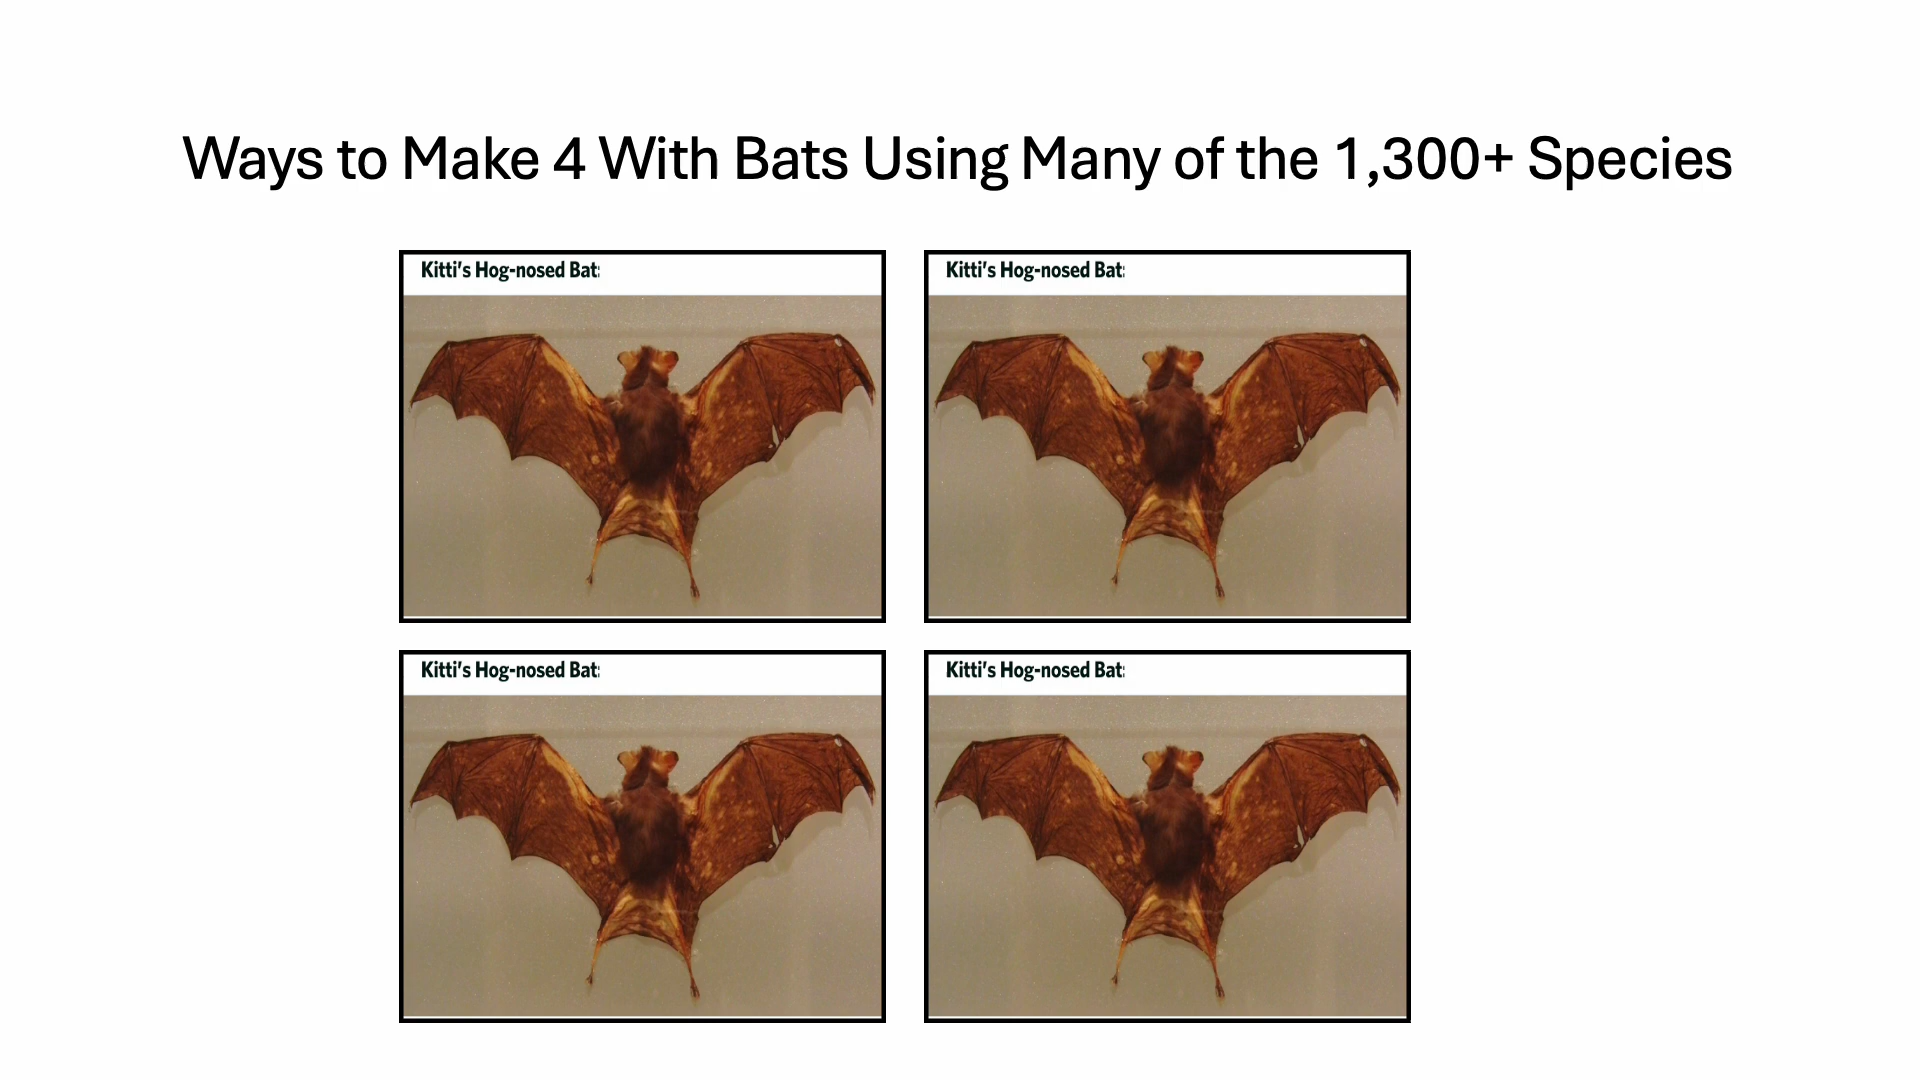 Ways to Make 4 With Bats Using Many of the 1,300+ Species
Kitti's Hog-nosed Bat
Kitti's Hog-nosed Bat
Kitti's Hog-nosed Bat
Kitti's Hog-nosed Bat